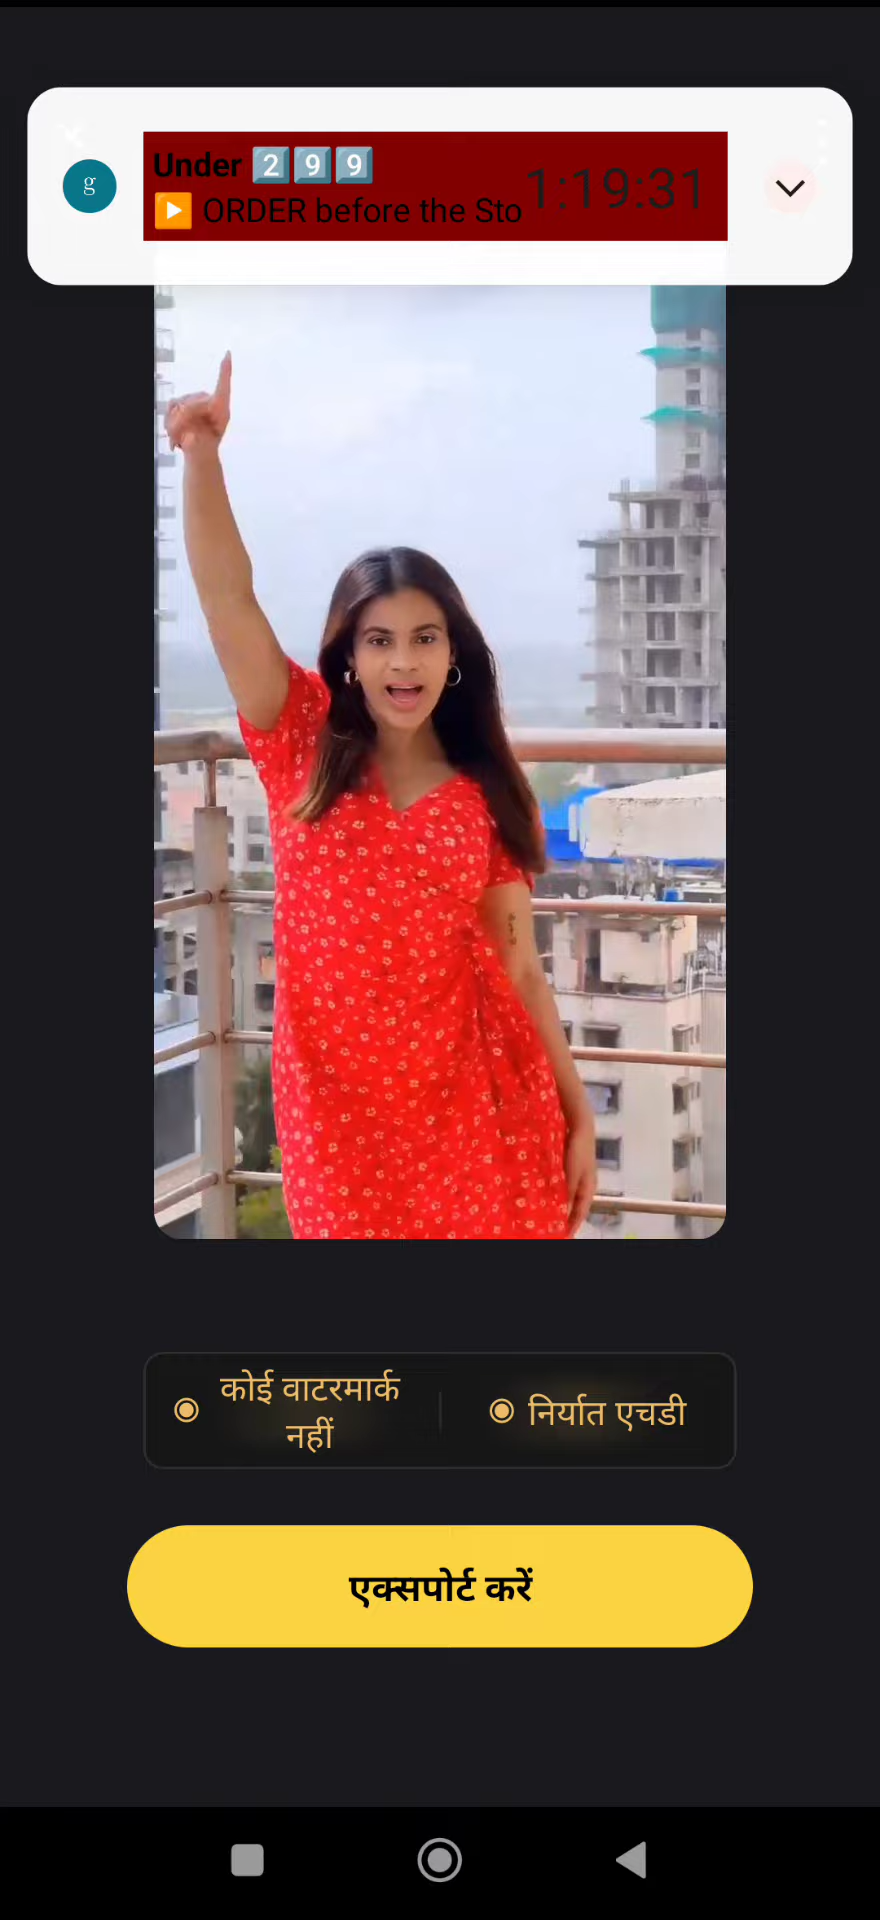 g
Under 2️⃣9️⃣9️⃣
▶️ ORDER before the Sto
1:19:31
कोई वाटरमार्क
नहीं
निर्यात एचडी
एक्सपोर्ट करें